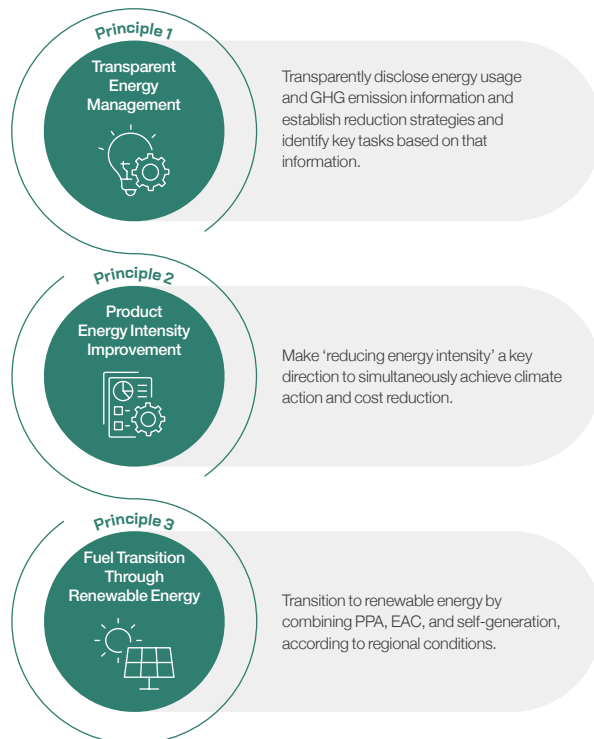 Principle 1
Transparent
Energy
Management
Transparently disclose energy usage
and GHG emission information and
establish reduction strategies and
identify key tasks based on that
information.
Principle 2
Product
Energy Intensity
Improvement
Make ‘reducing energy intensity’ a key
direction to simultaneously achieve climate
action and cost reduction.
Principle 3
Fuel Transition
Through
Renewable Energy
Transition to renewable energy by
combining PPA, EAC, and self-generation,
according to regional conditions.